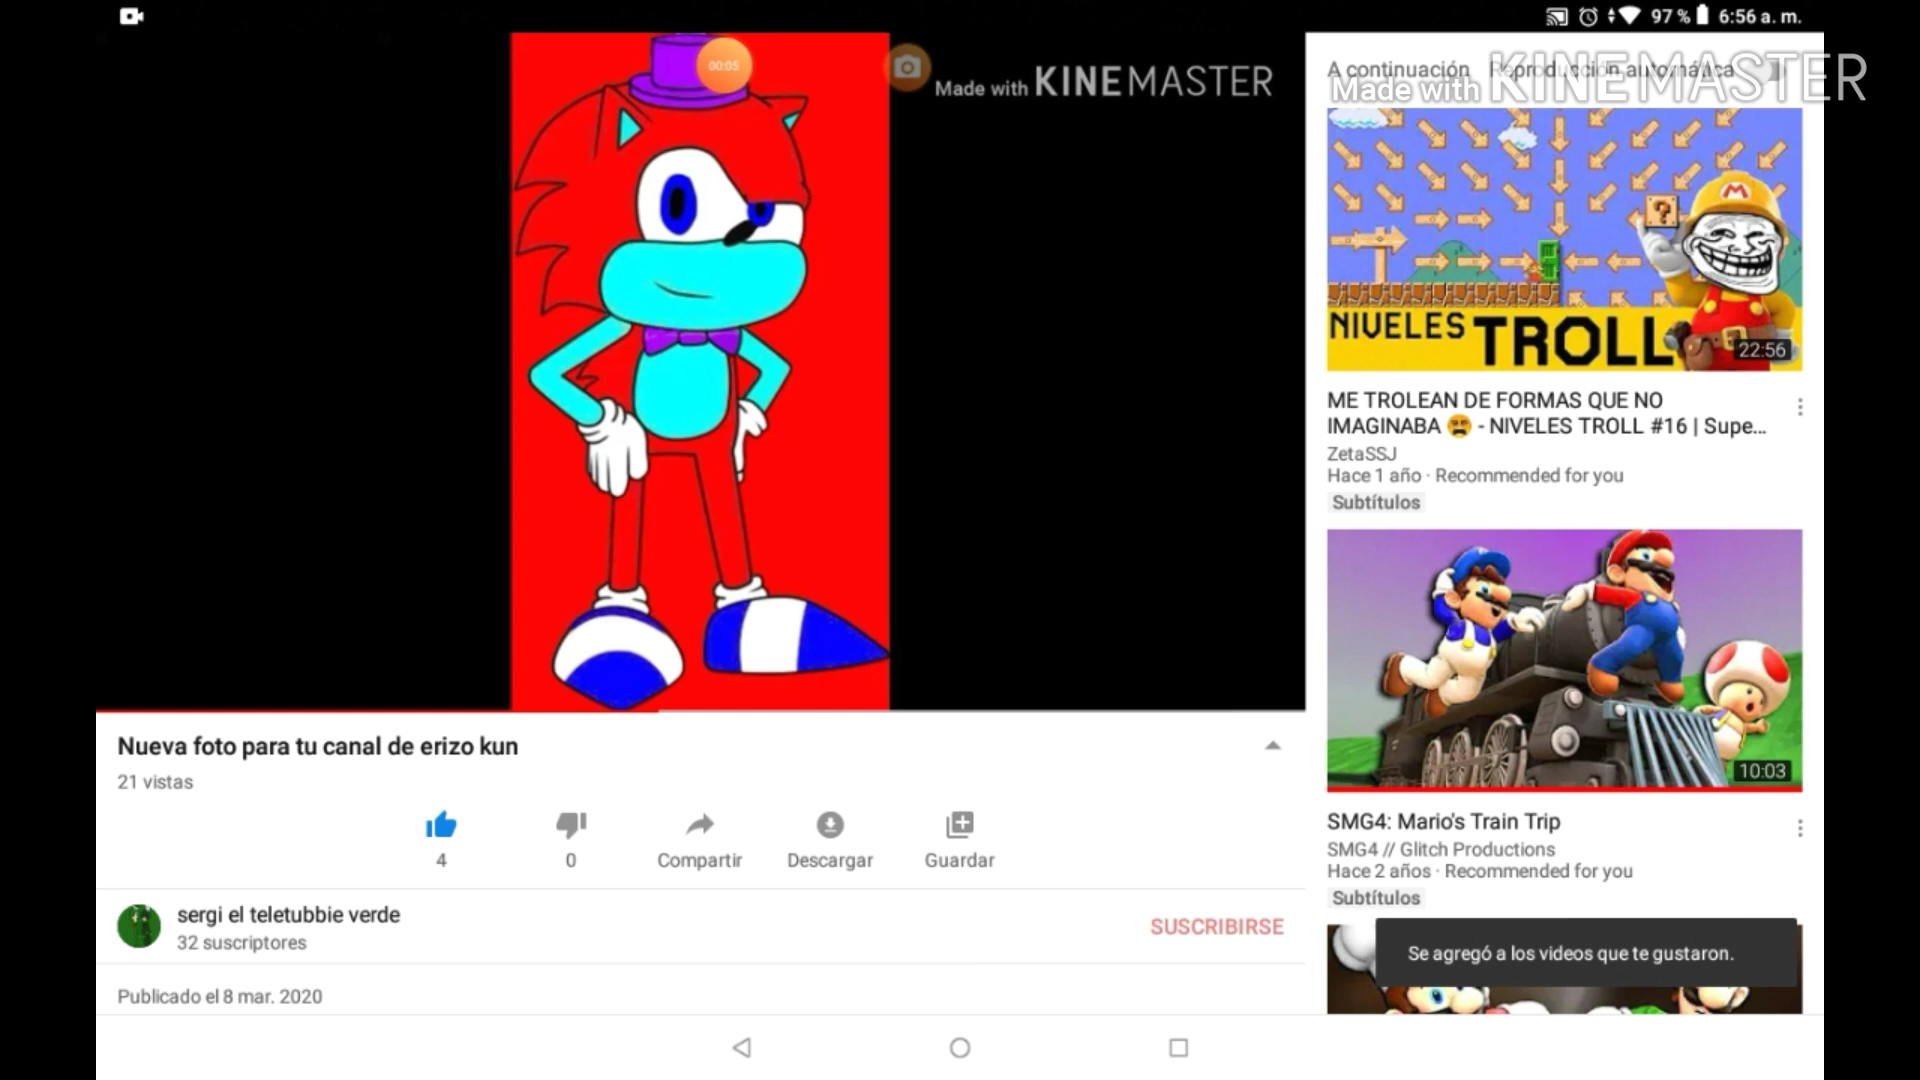 97 % 6:56 a. m.
00:05
Made with KINEMASTER
A continuación Reproducción automática
Made with KINEMASTER
NIVELES TROLL
22:56
ME TROLEAN DE FORMAS QUE NO
IMAGINABA 😨 - NIVELES TROLL #16 | Supe...
ZetaSSJ
Hace 1 año · Recommended for you
Subtítulos
10:03
SMG4: Mario's Train Trip
SMG4 // Glitch Productions
Hace 2 años · Recommended for you
Subtítulos
Se agregó a los videos que te gustaron.
Nueva foto para tu canal de erizo kun
21 vistas
4 0 Compartir Descargar Guardar
sergi el teletubbie verde
32 suscriptores
SUSCRIBIRSE
Publicado el 8 mar. 2020